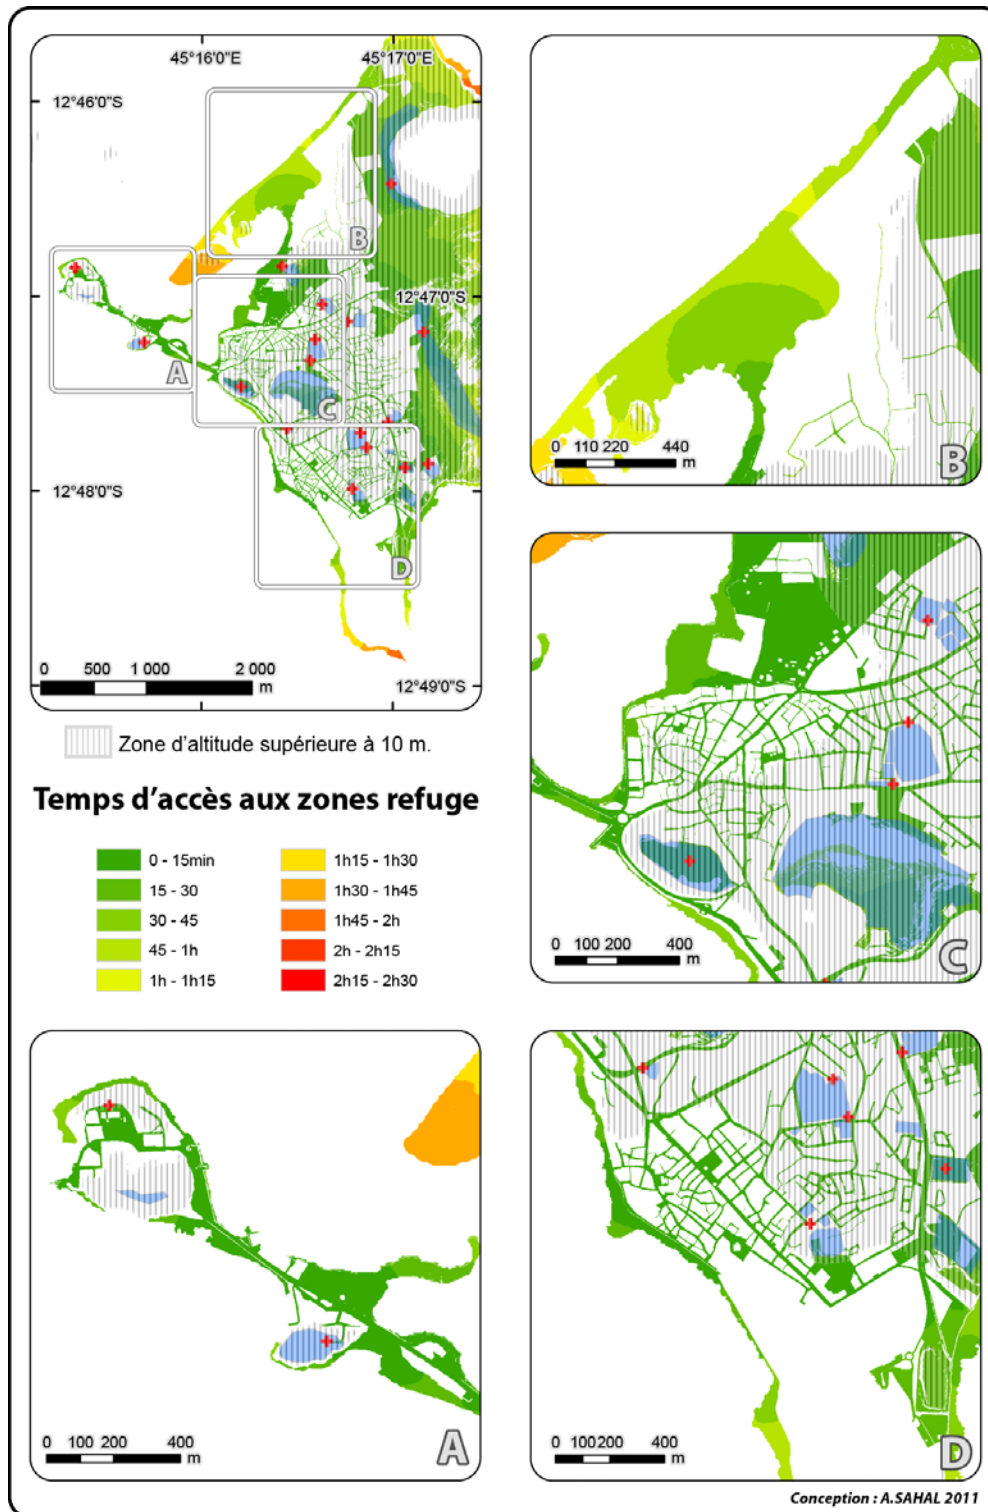 45°16'0"E
45°17'0"E
12°46'0"S
B
12°47'0"S
A
C
12°48'0"S
D
0 500 1 000 2 000
m
12°49'0"S
Zone d'altitude supérieure à 10 m.
Temps d'accès aux zones refuge
0 - 15min
15 - 30
30 - 45
45 - 1h
1h - 1h15
1h15 - 1h30
1h30 - 1h45
1h45 - 2h
2h - 2h15
2h15 - 2h30
0 110 220 440
m
B
0 100 200 400
m
C
0 100 200 400
m
A
0 100 200 400
m
D
Conception : A.SAHAL 2011